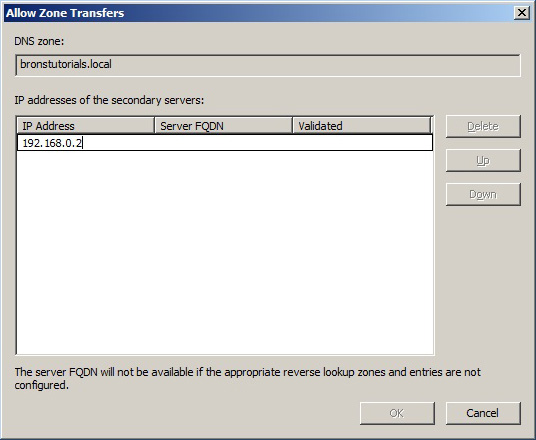 Allow Zone Transfers
DNS zone:
bronstutorials.local
IP addresses of the secondary servers:
IP Address Server FQDN Validated
192.168.0.2
Delete
Up
Down
The server FQDN will not be available if the appropriate reverse lookup zones and entries are not
configured.
OK Cancel